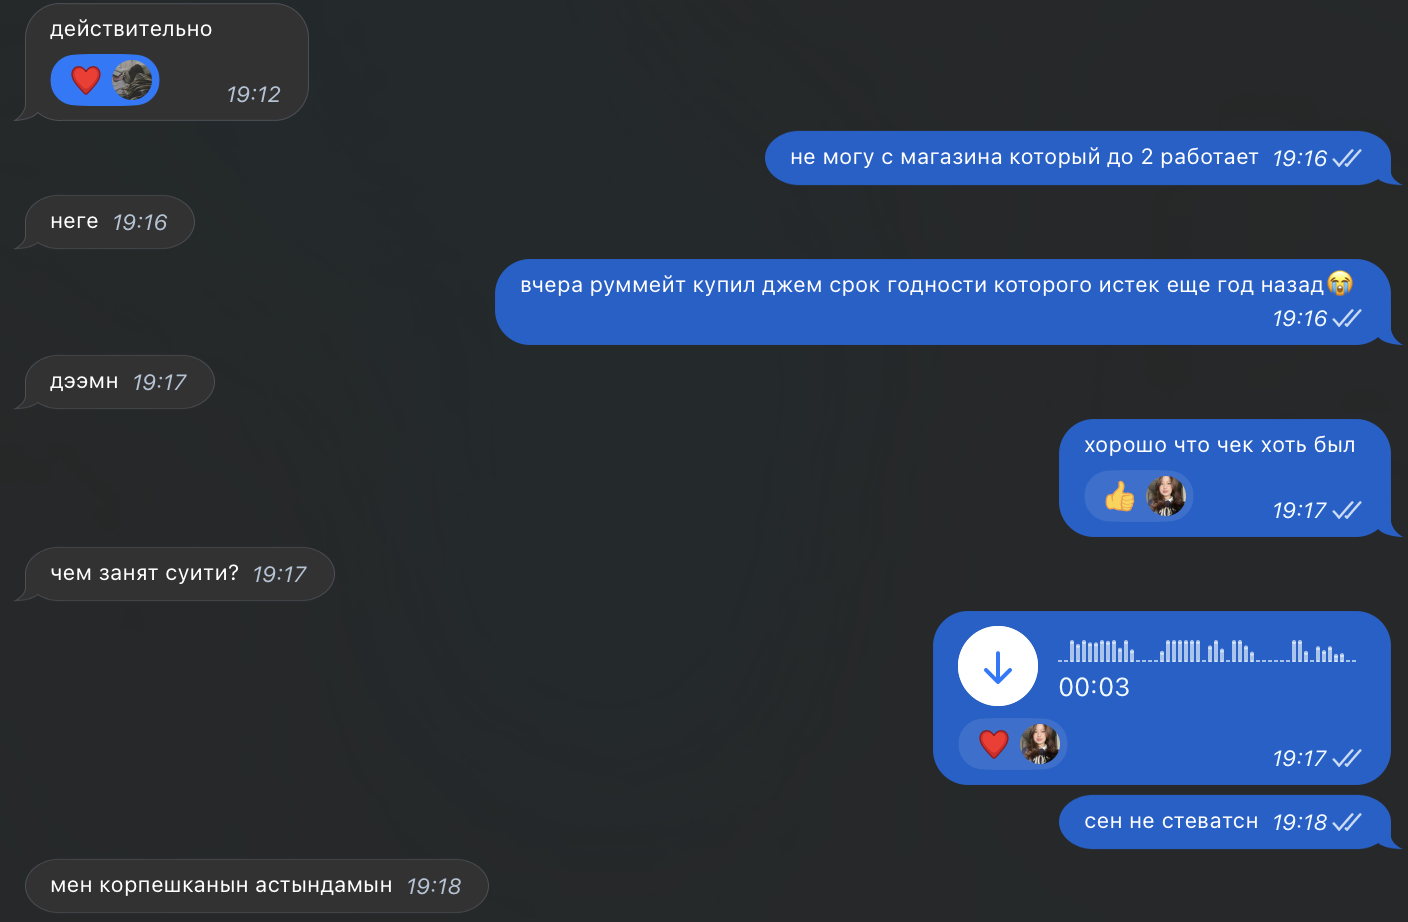 действительно
❤️
19:12
не могу с магазина который до 2 работает 19:16
неге 19:16
вчера руммейт купил джем срок годности которого истек еще год назад😭
19:16
дээмн 19:17
хорошо что чек хоть был
👍
19:17
чем занят суити? 19:17
00:03
❤️
19:17
сен не стеватсн 19:18
мен корпешканын астындамын 19:18